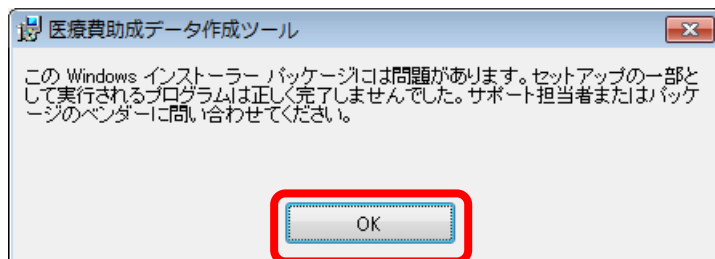 医療費助成データ作成ツール
この Windows インストーラー パッケージには問題があります。セットアップの一部と
して実行されるプログラムは正しく完了しませんでした。サポート担当者またはパッケ
ージのベンダーに問い合わせてください。
OK